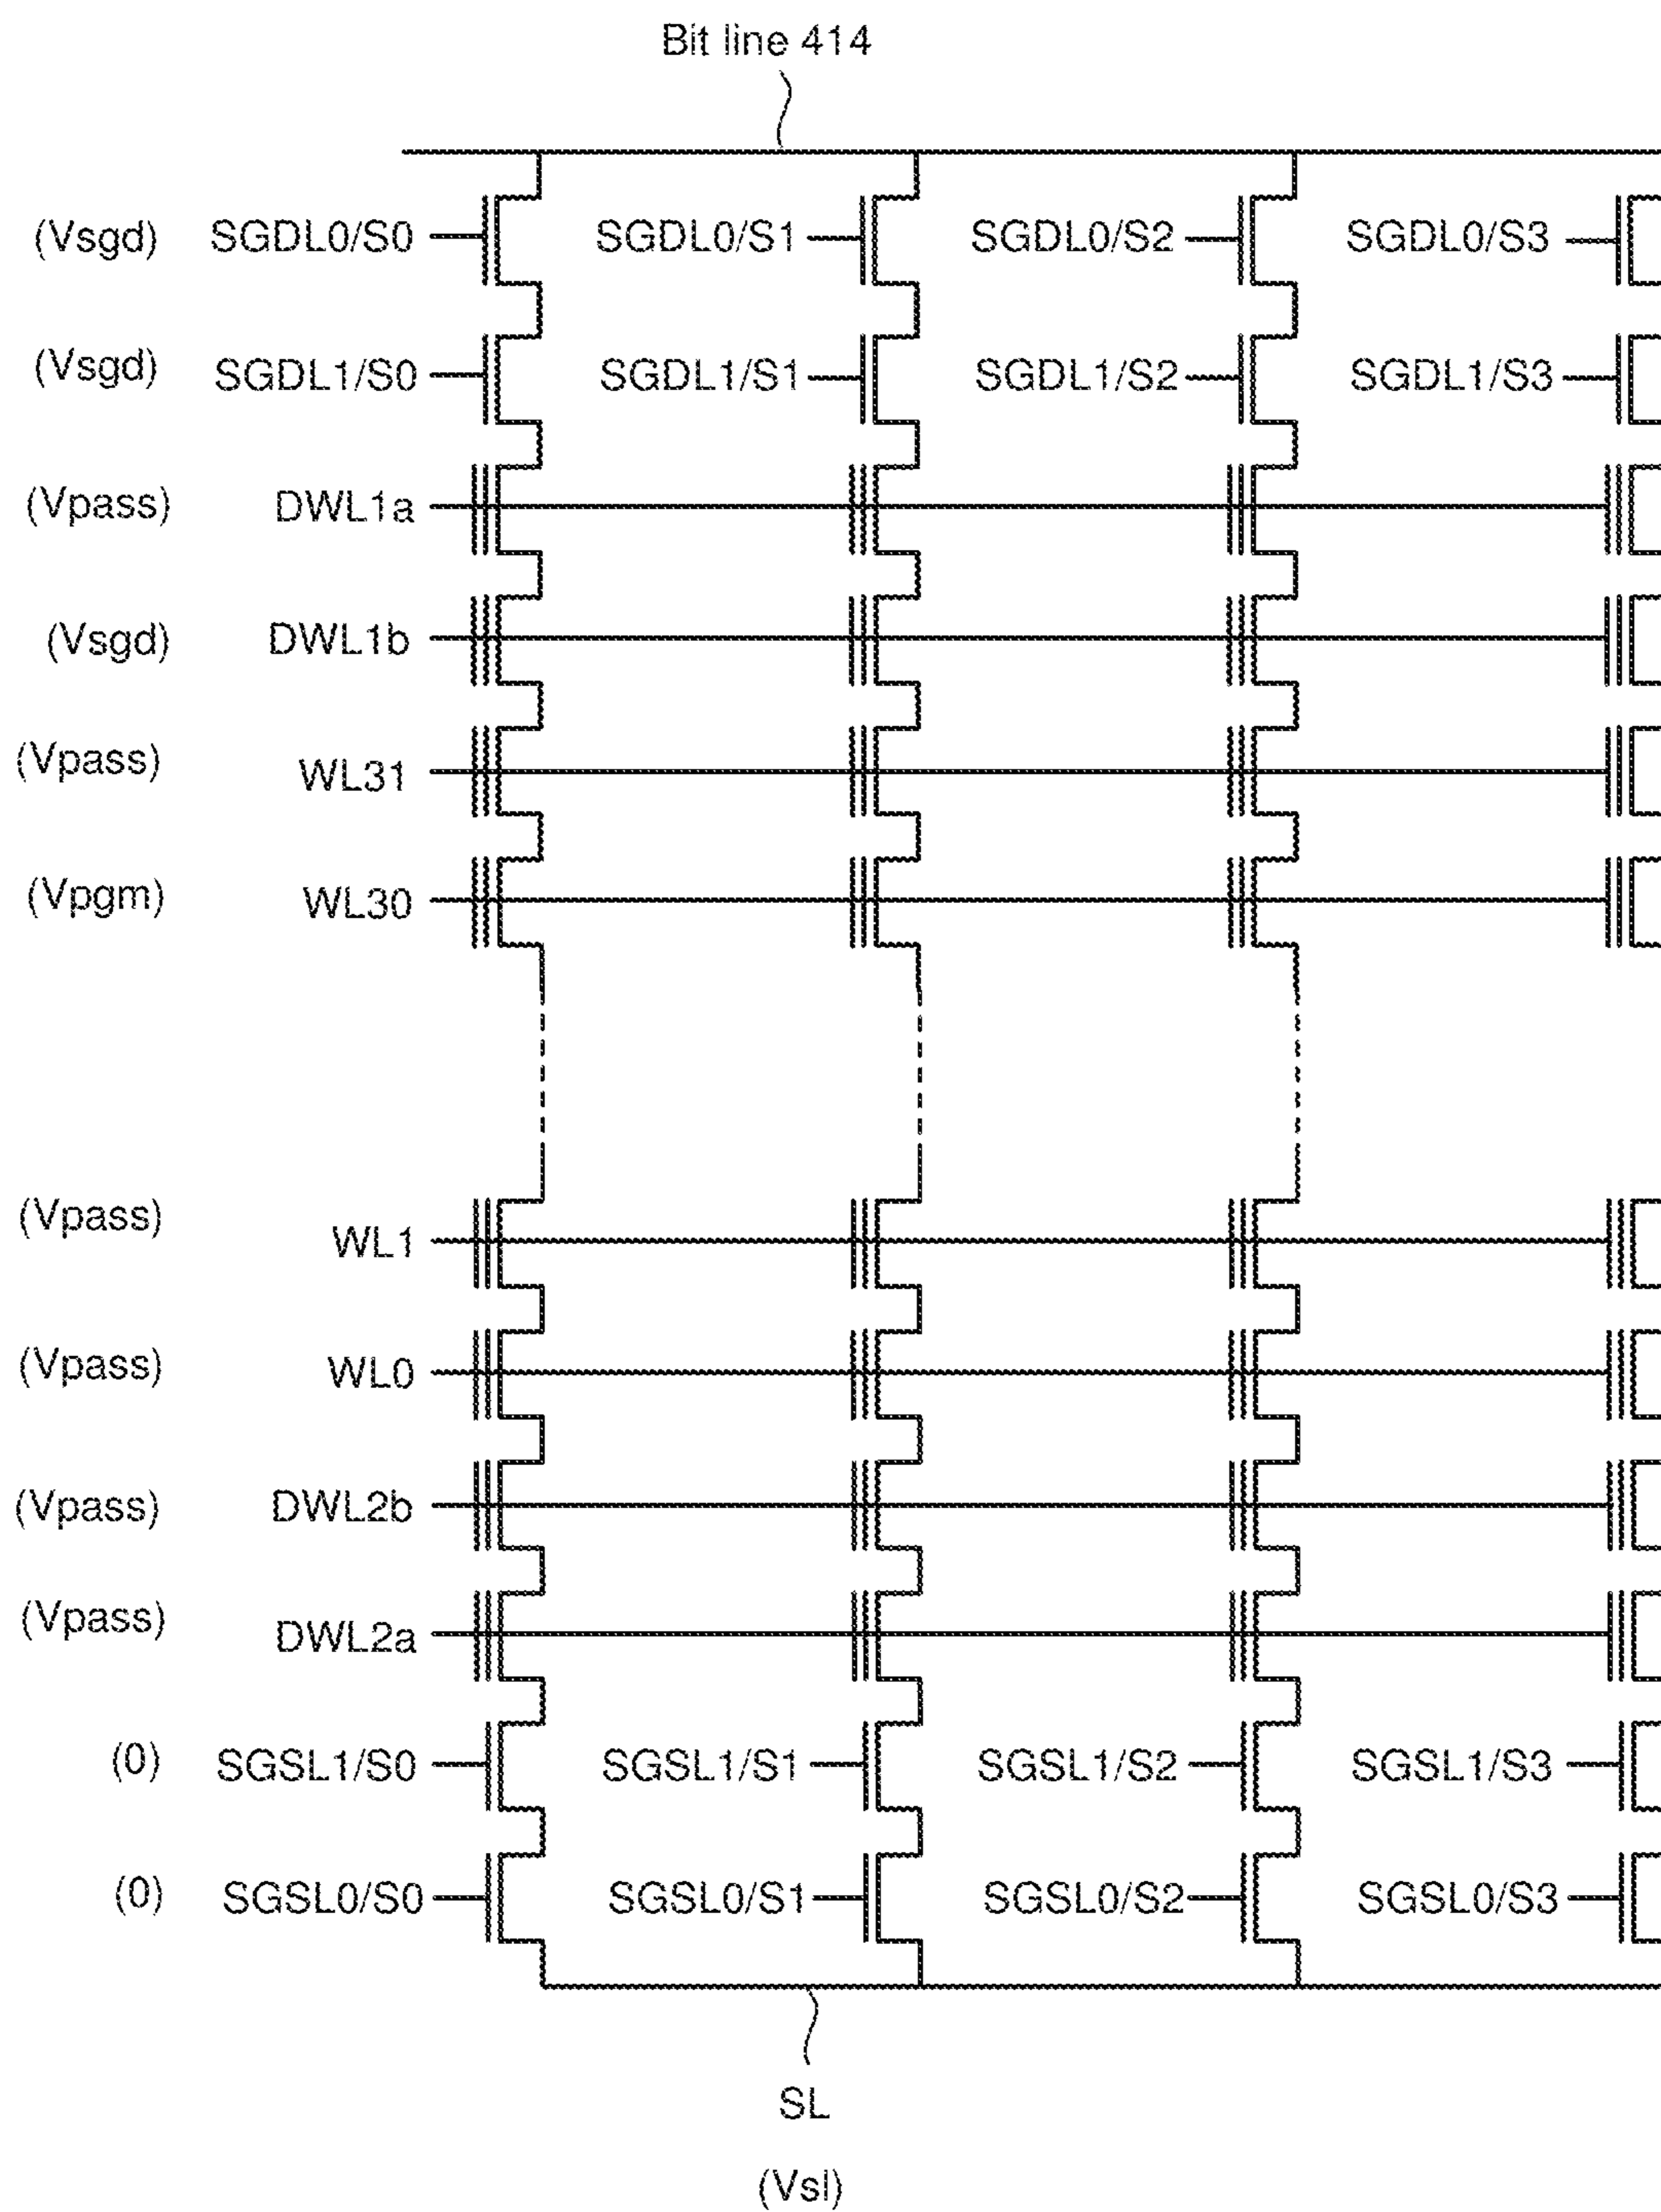 Bit line 414
(Vsgd) SGDL0/S0 SGDL0/S1 SGDL0/S2 SGDL0/S3
(Vsgd) SGDL1/S0 SGDL1/S1 SGDL1/S2 SGDL1/S3
(Vpass) DWL1a
(Vsgd) DWL1b
(Vpass) WL31
(Vpgm) WL30
(Vpass) WL1
(Vpass) WL0
(Vpass) DWL2b
(Vpass) DWL2a
(0) SGSL1/S0 SGSL1/S1 SGSL1/S2 SGSL1/S3
(0) SGSL0/S0 SGSL0/S1 SGSL0/S2 SGSL0/S3
SL
(Vsl)